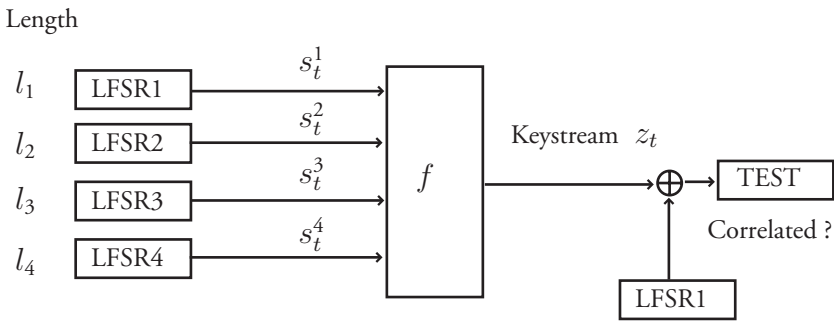 Length
l₁ LFSR1 s_t^1
l₂ LFSR2 s_t^2
l₃ LFSR3 s_t^3
l₄ LFSR4 s_t^4
f
Keystream z_t
⊕
TEST
Correlated ?
LFSR1